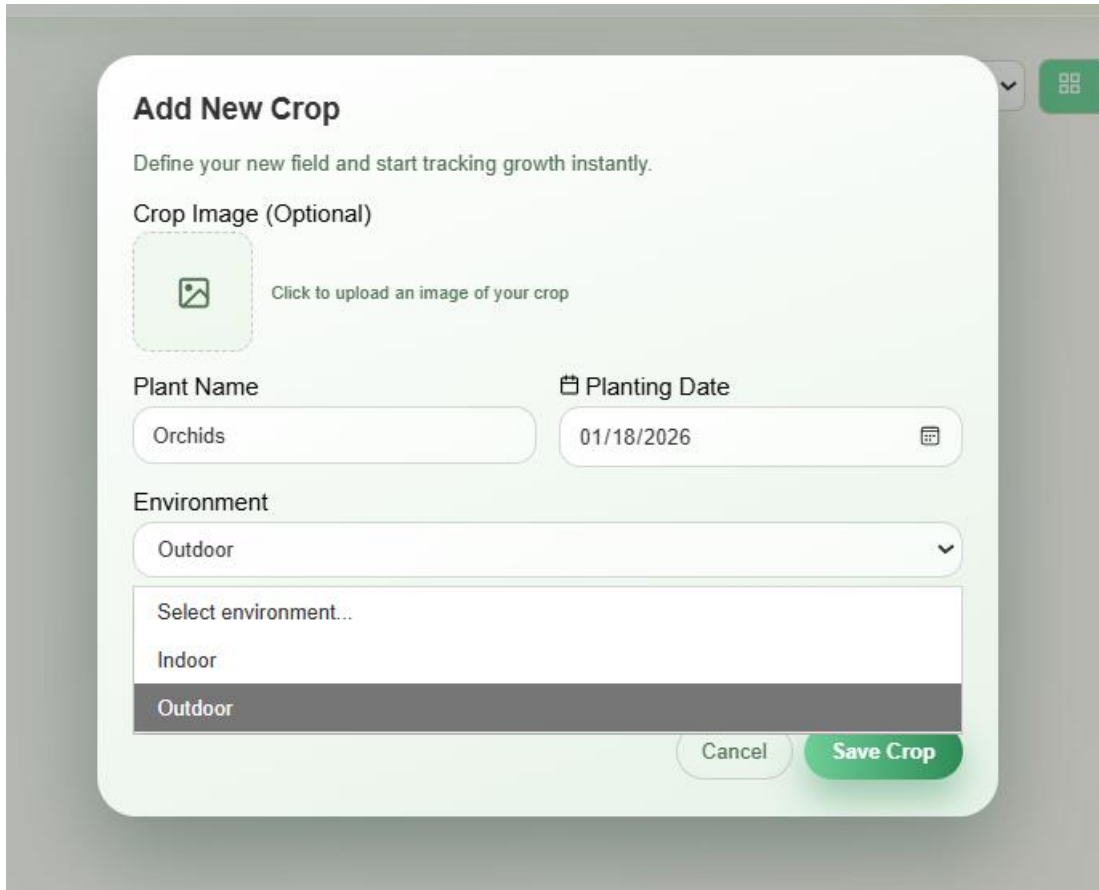 Add New Crop
Define your new field and start tracking growth instantly.
Crop Image (Optional)
Click to upload an image of your crop
Plant Name
Planting Date
Orchids
01/18/2026
Environment
Outdoor
Select environment...
Indoor
Outdoor
Cancel
Save Crop